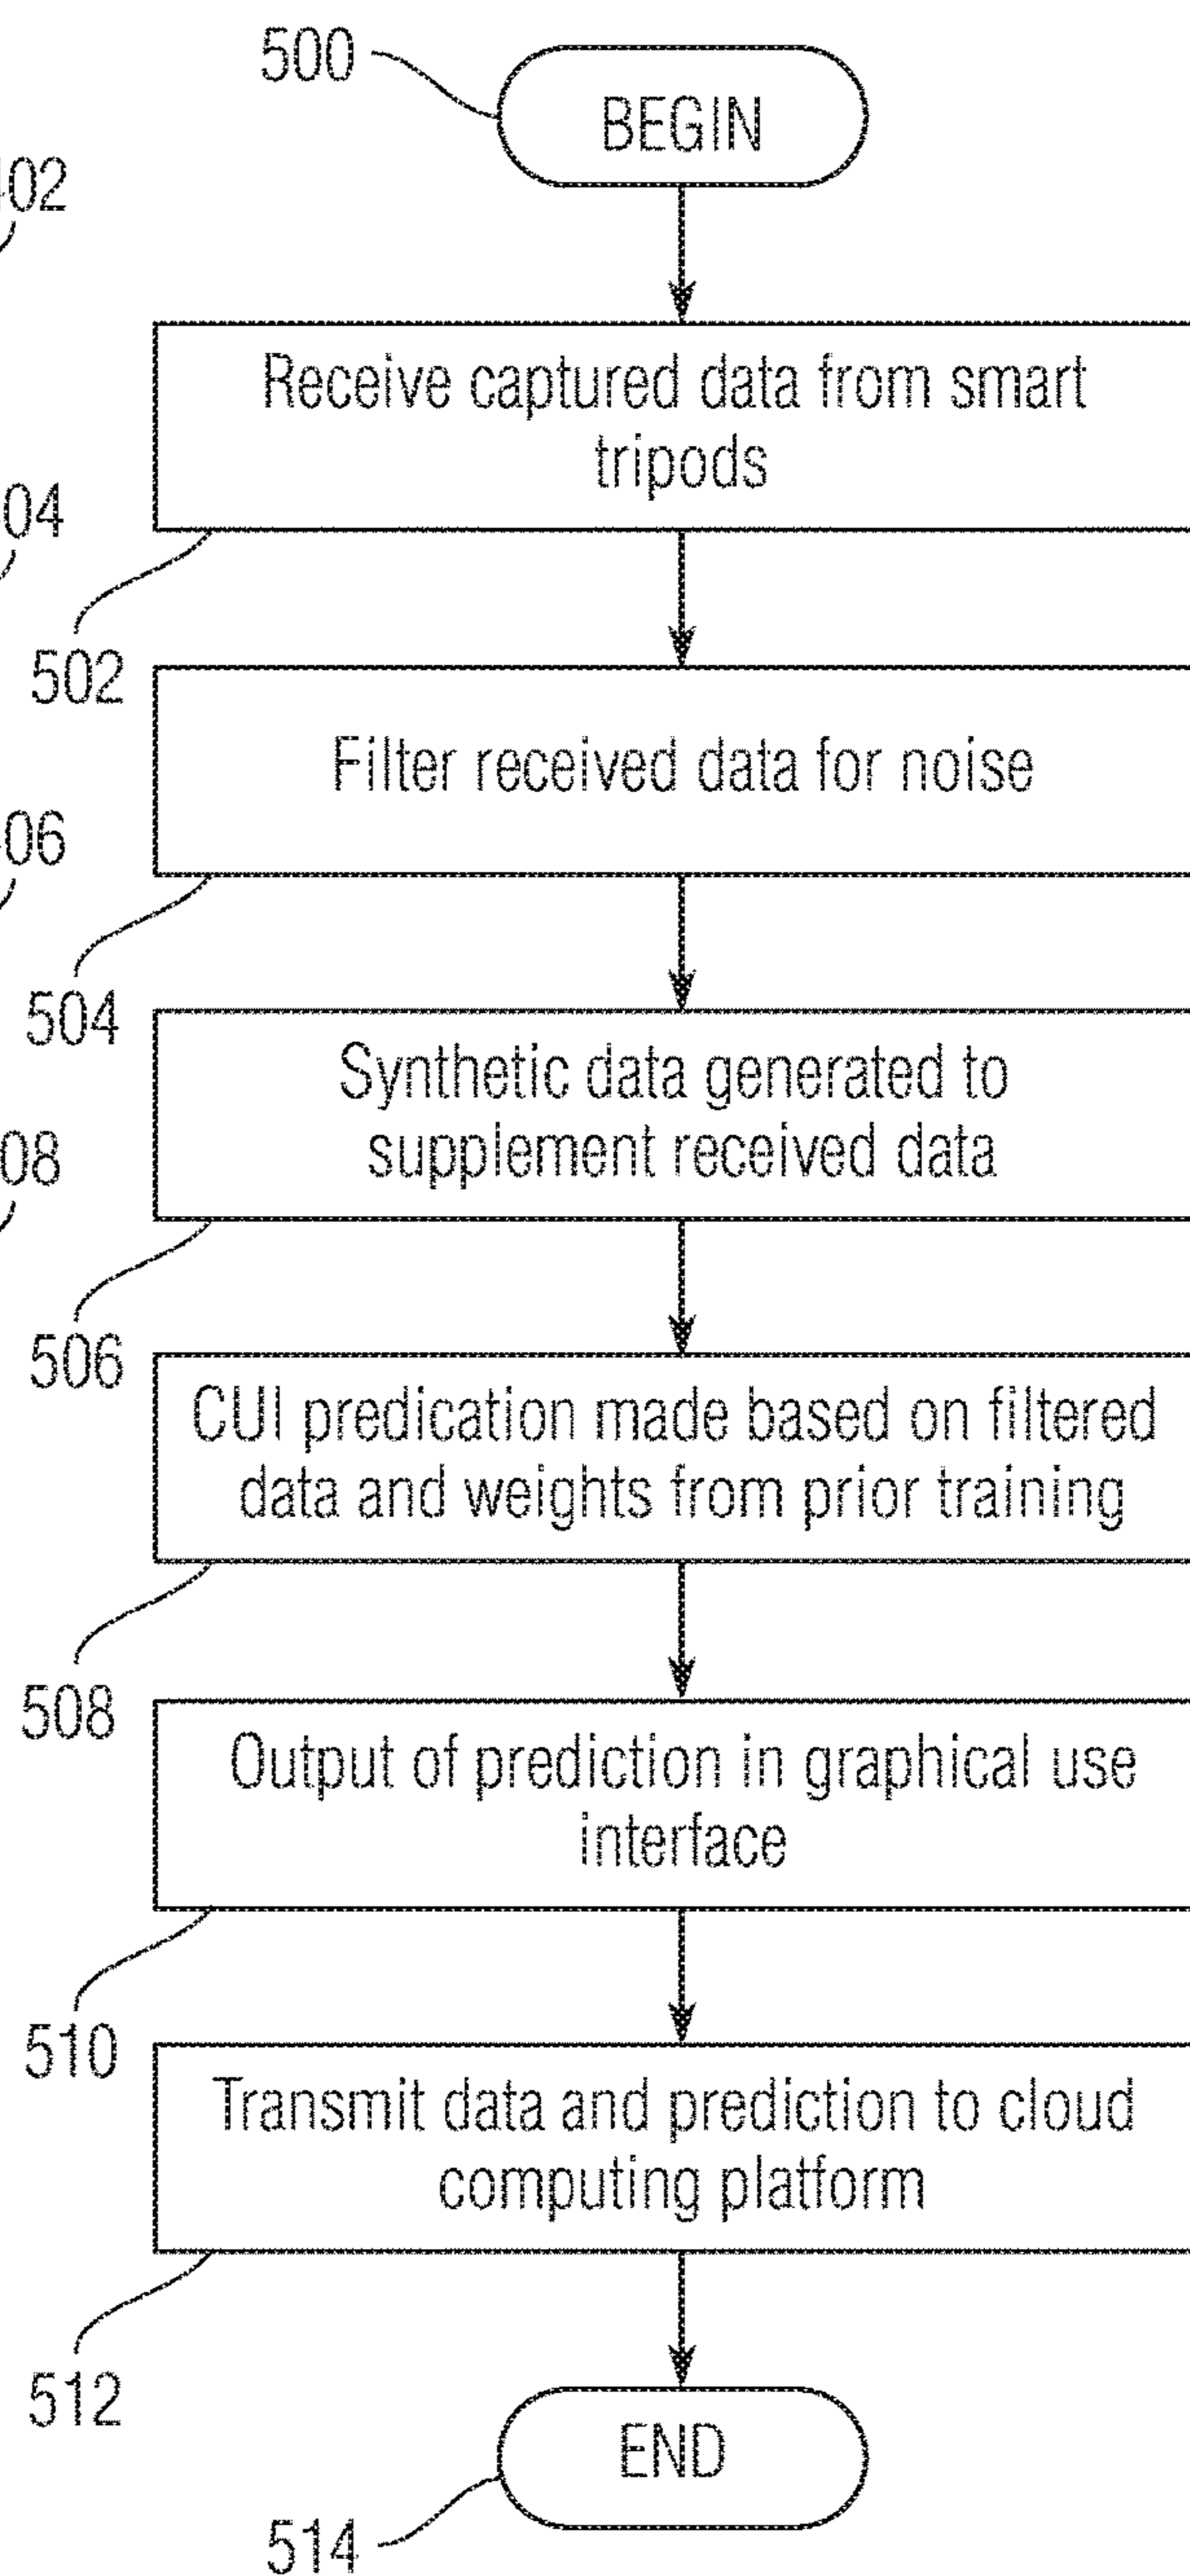 500
BEGIN
402
Receive captured data from smart
tripods
04
502
Filter received data for noise
06
504
Synthetic data generated to
supplement received data
08
506
CUI predication made based on filtered
data and weights from prior training
508
Output of prediction in graphical use
interface
510
Transmit data and prediction to cloud
computing platform
512
END
514